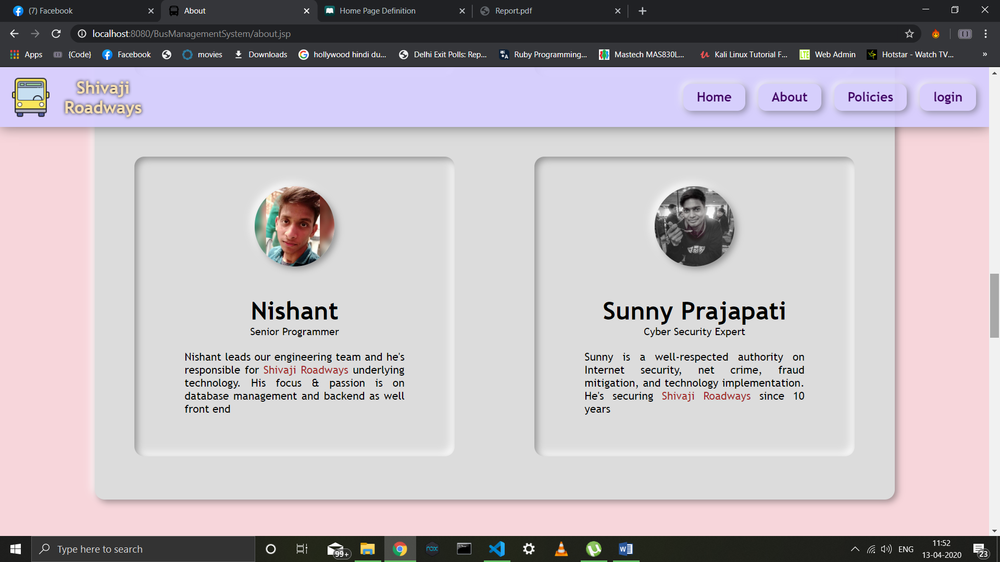 (7) Facebook
About
Home Page Definition
Report.pdf
localhost:8080/BusManagementSystem/about.jsp
Apps
{Code}
Facebook
movies
Downloads
hollywood hindi du...
Delhi Exit Polls: Rep...
Ruby Programming...
Mastech MAS830L...
Kali Linux Tutorial F...
LTE
Web Admin
Hotstar - Watch TV...
»
Shivaji
Roadways
Home
About
Policies
login
Nishant
Senior Programmer
Nishant leads our engineering team and he's
responsible for Shivaji Roadways underlying
technology. His focus & passion is on
database management and backend as well
front end
Sunny Prajapati
Cyber Security Expert
Sunny is a well-respected authority on
Internet security, net crime, fraud
mitigation, and technology implementation.
He's securing Shivaji Roadways since 10
years
Type here to search
99+
nox
ENG
11:52
13-04-2020
23